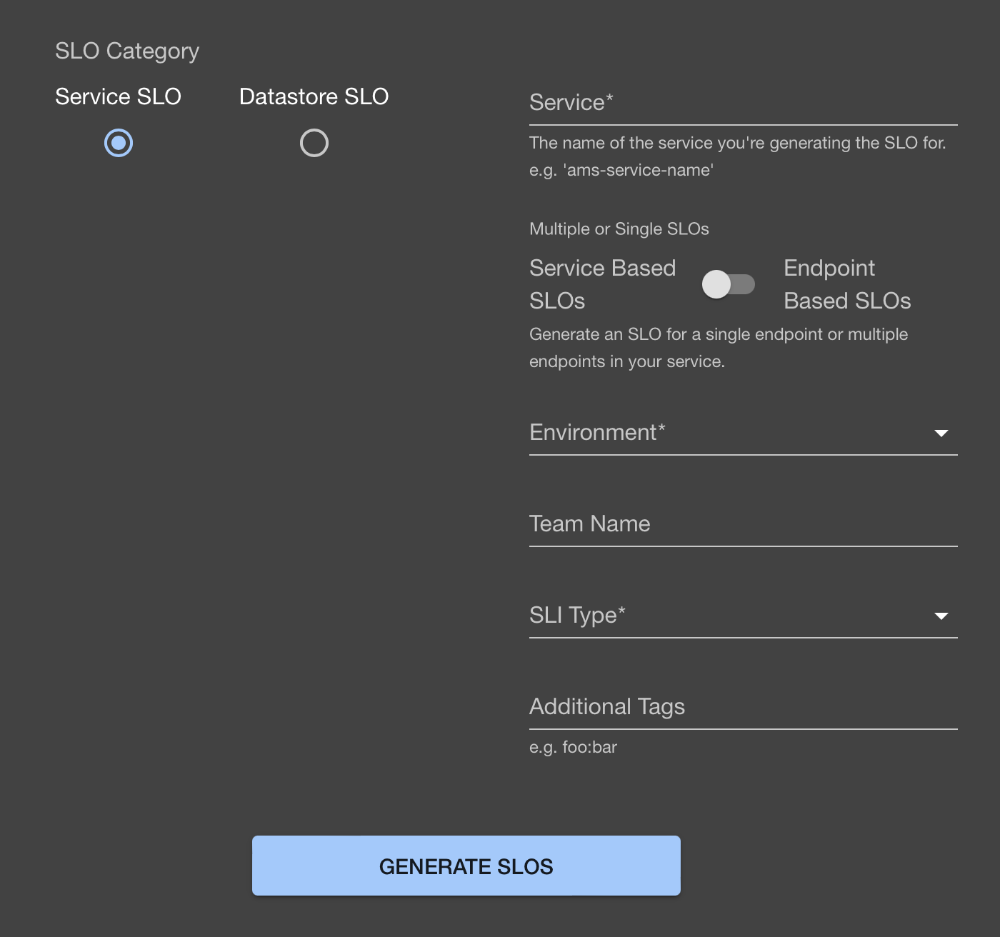 SLO Category
Service SLO
Datastore SLO
Service*
The name of the service you're generating the SLO for.
e.g. 'ams-service-name'
Multiple or Single SLOs
Service Based
SLOs
Endpoint
Based SLOs
Generate an SLO for a single endpoint or multiple
endpoints in your service.
Environment*
Team Name
SLI Type*
Additional Tags
e.g. foo:bar
GENERATE SLOS